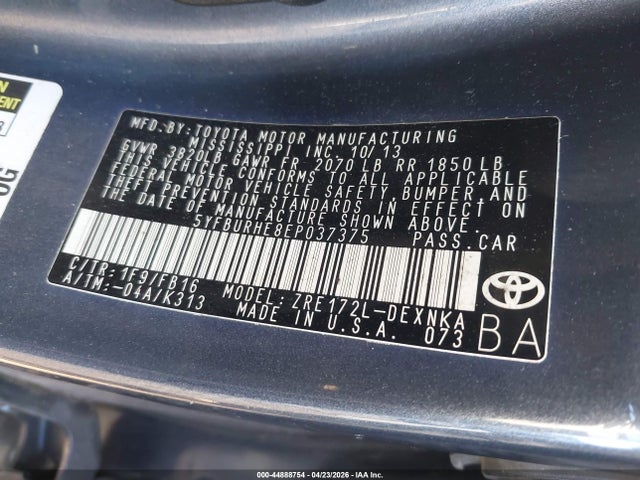 MFD. BY: TOYOTA MOTOR MANUFACTURING
MISSISSIPPI, INC. 10/13
GVWR 3820LB GAWR FR 2070LB RR 1850LB
THIS VEHICLE CONFORMS TO ALL APPLICABLE
FEDERAL MOTOR VEHICLE SAFETY, BUMPER, AND
THEFT PREVENTION STANDARDS IN EFFECT ON
THE DATE OF MANUFACTURE SHOWN ABOVE.
5YFBURHE8EP037375 PASS.CAR
C/TR: 1F9/FB16
A/TM:-04A/K313
MODEL: ZRE172L-DEXNKA
MADE IN U.S.A. 073
BA
000-44888754 - 04/23/2026 - IAA Inc.